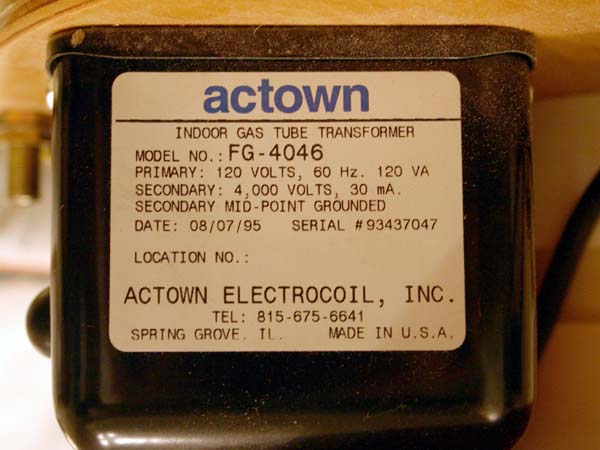 actown
INDOOR GAS TUBE TRANSFORMER
MODEL NO.: FG-4046
PRIMARY: 120 VOLTS, 60 Hz. 120 VA
SECONDARY: 4,000 VOLTS, 30 mA.
SECONDARY MID-POINT GROUNDED
DATE: 08/07/95 SERIAL #93437047
LOCATION NO.:
ACTOWN ELECTROCOIL, INC.
TEL: 815-675-6641
SPRING GROVE, IL. MADE IN U.S.A.